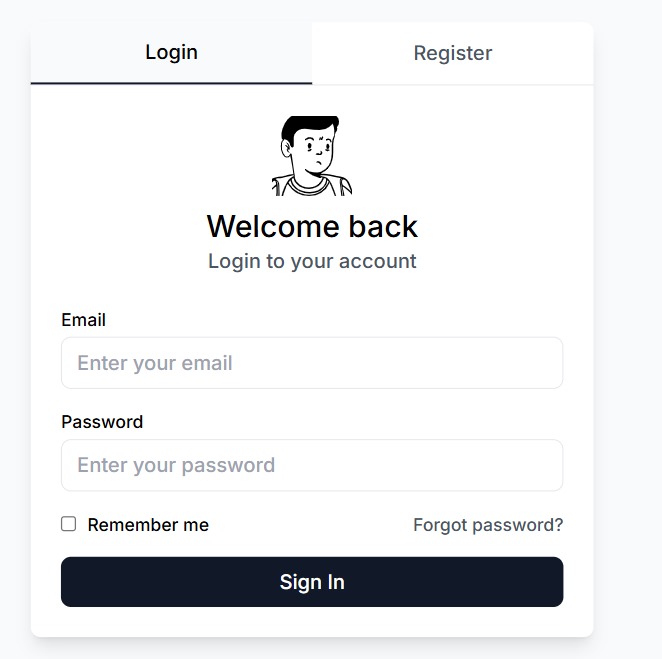 Login
Register
Welcome back
Login to your account
Email
Enter your email
Password
Enter your password
Remember me
Forgot password?
Sign In